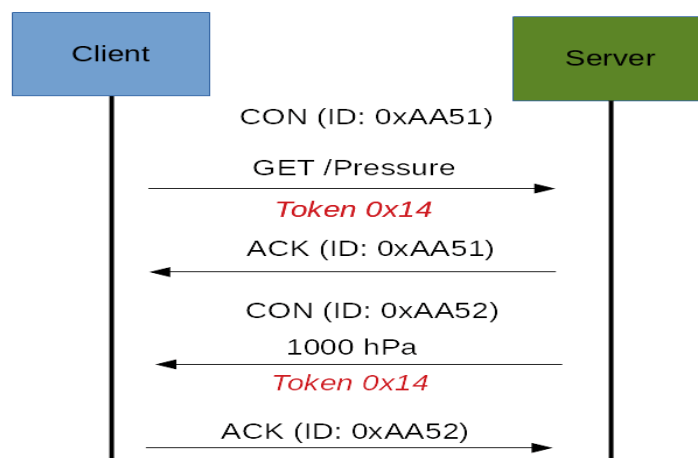 Client
Server
CON (ID: 0xAA51)
GET /Pressure
Token 0x14
ACK (ID: 0xAA51)
CON (ID: 0xAA52)
1000 hPa
Token 0x14
ACK (ID: 0xAA52)